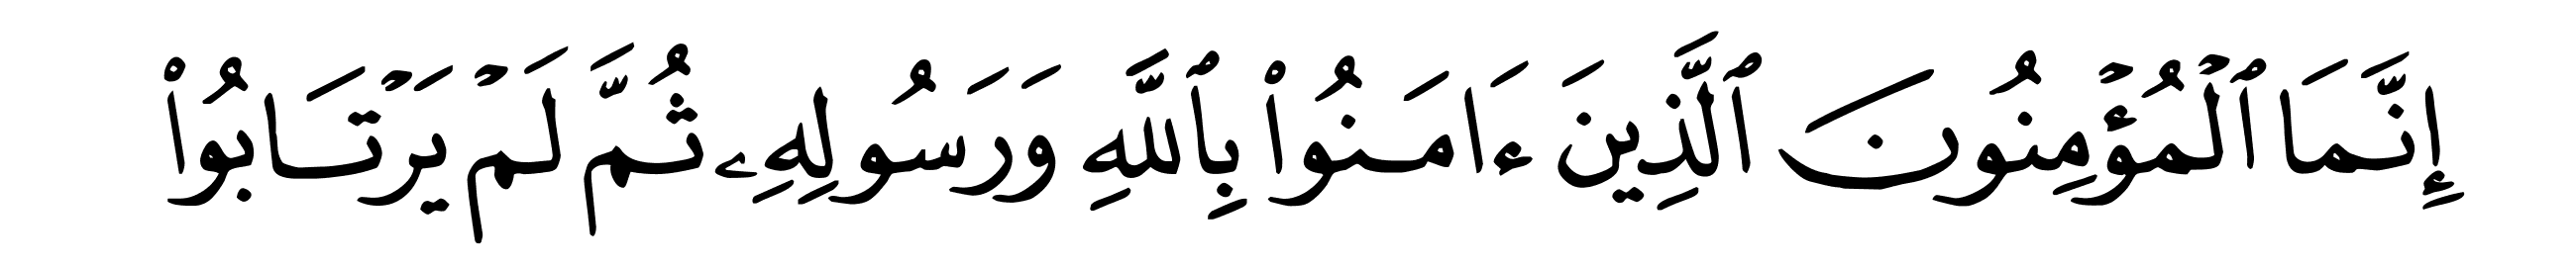 إِنَّمَا ٱلْمُؤْمِنُونَ ٱلَّذِينَ ءَامَنُوا۟ بِٱللَّهِ وَرَسُولِهِۦ ثُمَّ لَمْ يَرْتَابُوا۟